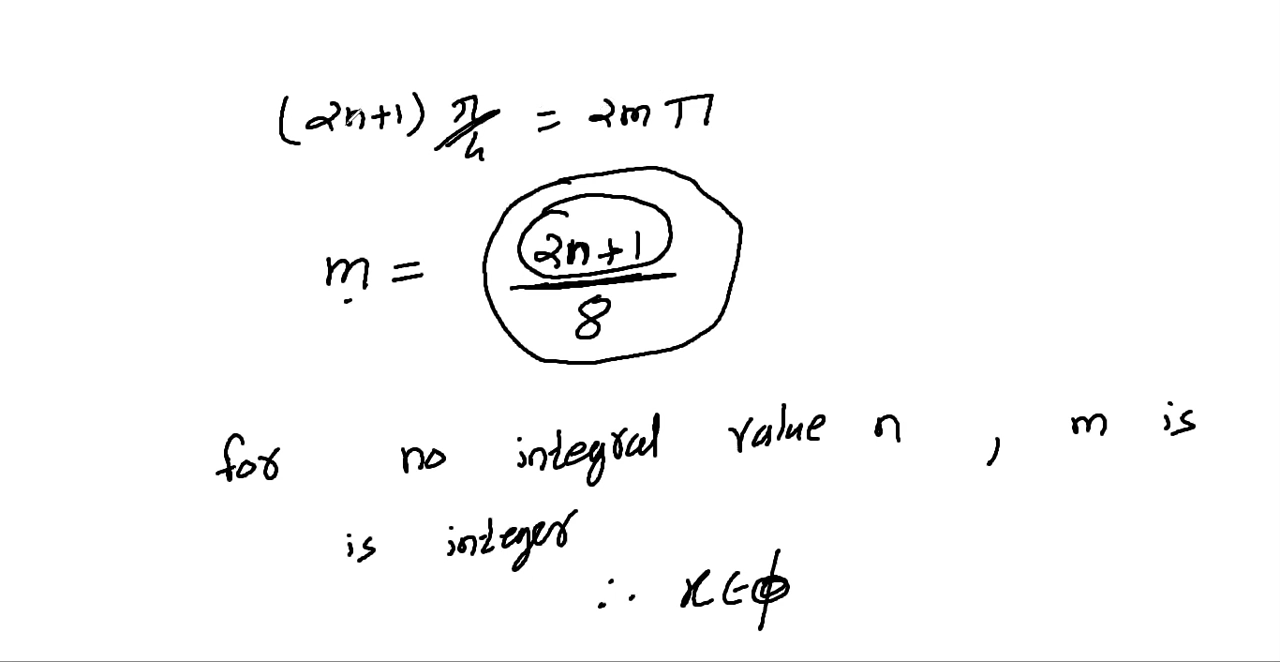 (2n+1) π/4 = 2mπ
m = (2n+1)/8
for no integral value n , m is
is integer
∴ x∈ϕ